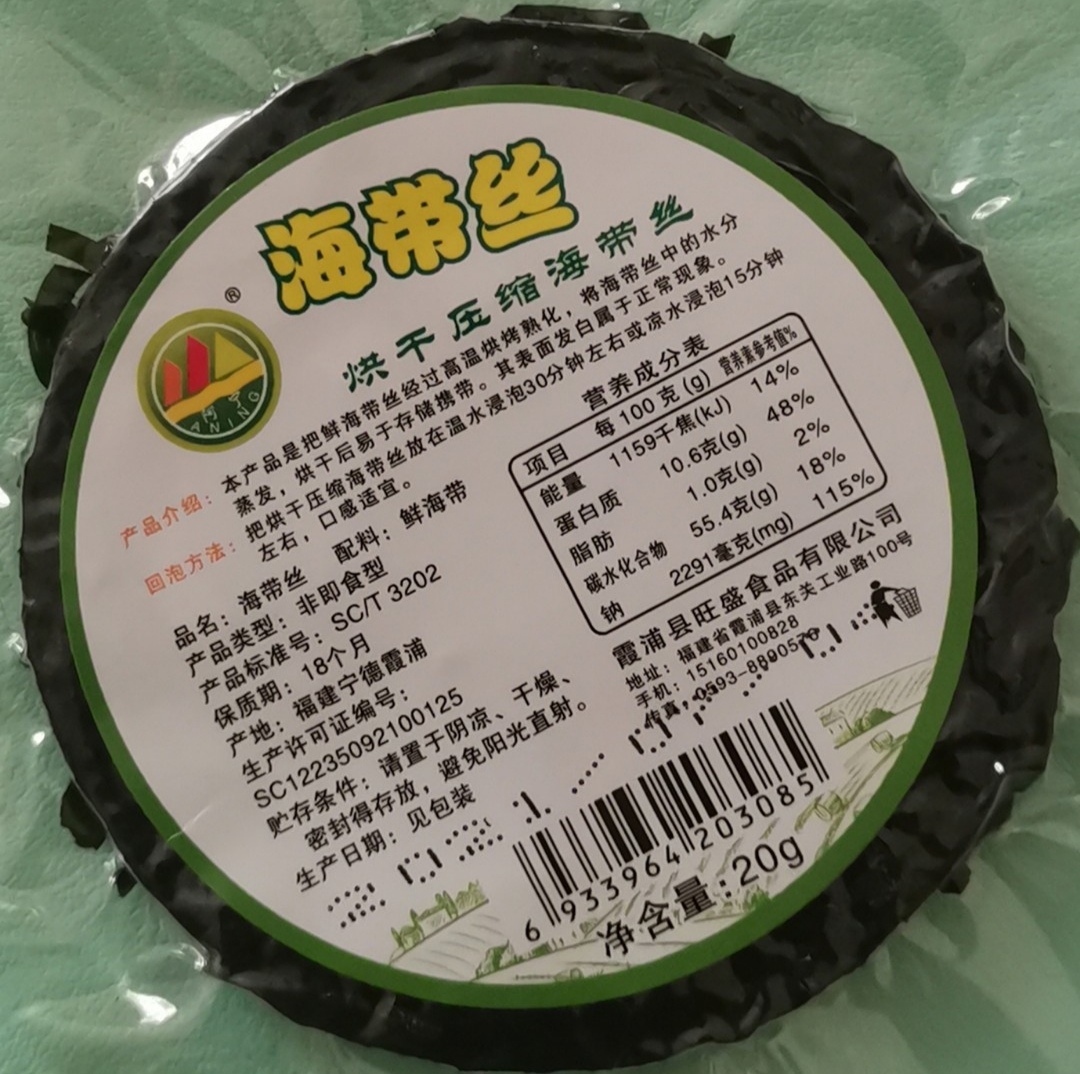 海带丝
®
烘干压缩海带丝
阿宁
ANING
产品介绍：本产品是把鲜海带丝经过高温烘烤熟化，将海带丝中的水分
蒸发，烘干后易于存储携带。其表面发白属于正常现象。
回泡方法：把烘干压缩海带丝放在温水浸泡30分钟左右或凉水浸泡15分钟
左右，口感适宜。
品名：海带丝 配料：鲜海带
产品类型：非即食型
产品标准号：SC/T 3202
保质期：18个月
产地：福建宁德霞浦
生产许可证编号：
SC12235092100125
贮存条件：请置于阴凉、干燥、
密封得存放，避免阳光直射。
生产日期：见包装
营养成分表
项目 每100克(g) 营养素参考值%
能量 1159千焦(kJ) 14%
蛋白质 10.6克(g) 48%
脂肪 1.0克(g) 2%
碳水化合物 55.4克(g) 18%
钠 2291毫克(mg) 115%
霞浦县旺盛食品有限公司
地址：福建省霞浦县东关工业路100号
手机：15160100828
传真：0593-8890570
6933964203085
净含量:20g